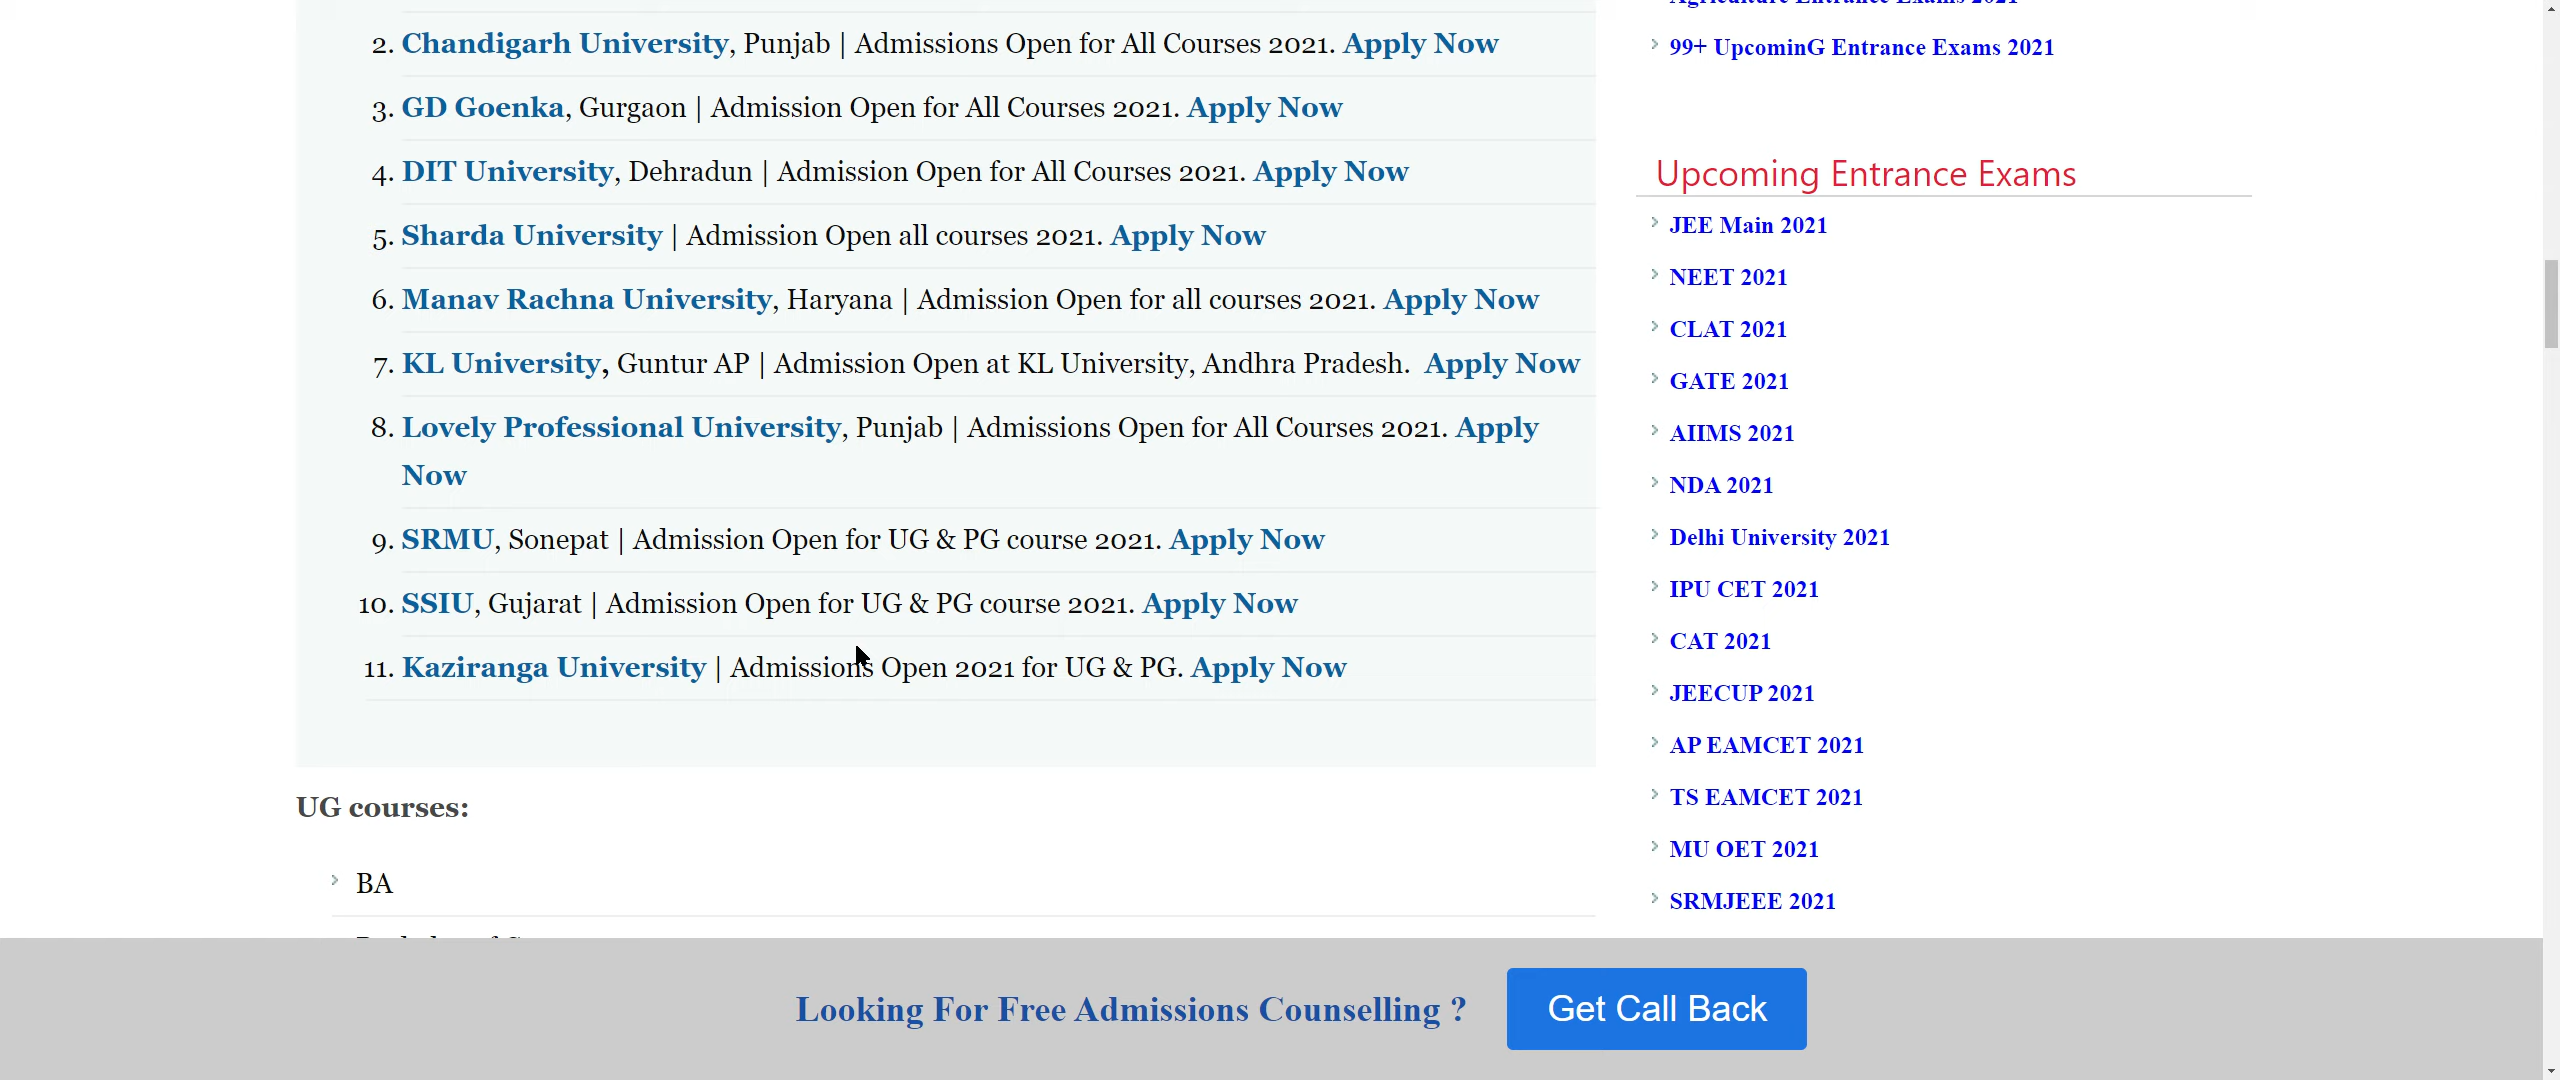 2. Chandigarh University, Punjab | Admissions Open for All Courses 2021. Apply Now
3. GD Goenka, Gurgaon | Admission Open for All Courses 2021. Apply Now
4. DIT University, Dehradun | Admission Open for All Courses 2021. Apply Now
5. Sharda University | Admission Open all courses 2021. Apply Now
6. Manav Rachna University, Haryana | Admission Open for all courses 2021. Apply Now
7. KL University, Guntur AP | Admission Open at KL University, Andhra Pradesh. Apply Now
8. Lovely Professional University, Punjab | Admissions Open for All Courses 2021. Apply
Now
9. SRMU, Sonepat | Admission Open for UG & PG course 2021. Apply Now
10. SSIU, Gujarat | Admission Open for UG & PG course 2021. Apply Now
11. Kaziranga University | Admissions Open 2021 for UG & PG. Apply Now
UG courses:
BA
Agriculture Entrance Exams 2021
99+ UpcominG Entrance Exams 2021
Upcoming Entrance Exams
JEE Main 2021
NEET 2021
CLAT 2021
GATE 2021
AIIMS 2021
NDA 2021
Delhi University 2021
IPU CET 2021
CAT 2021
JEECUP 2021
AP EAMCET 2021
TS EAMCET 2021
MU OET 2021
SRMJEEE 2021
Looking For Free Admissions Counselling ?
Get Call Back